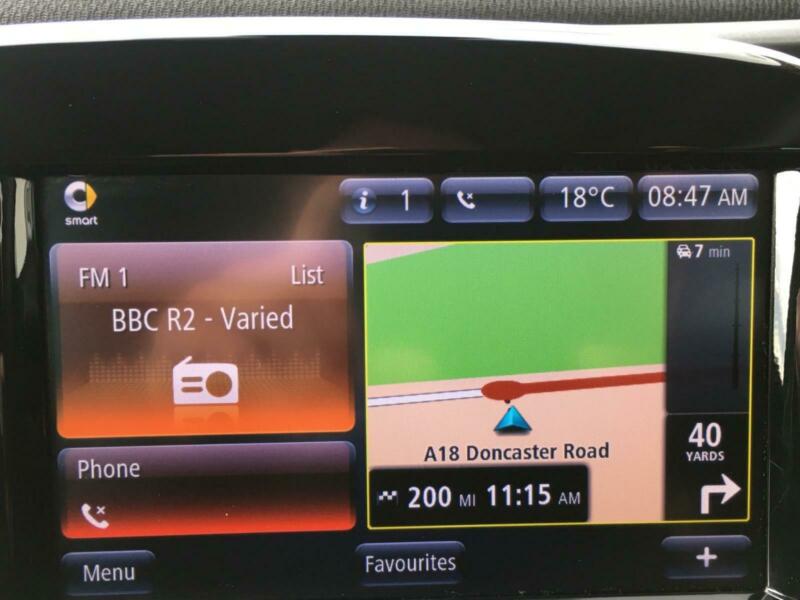 smart
1
18°C
08:47 AM
FM 1
List
BBC R2 - Varied
Phone
7 min
A18 Doncaster Road
40
YARDS
200 MI 11:15 AM
Menu
Favourites
+